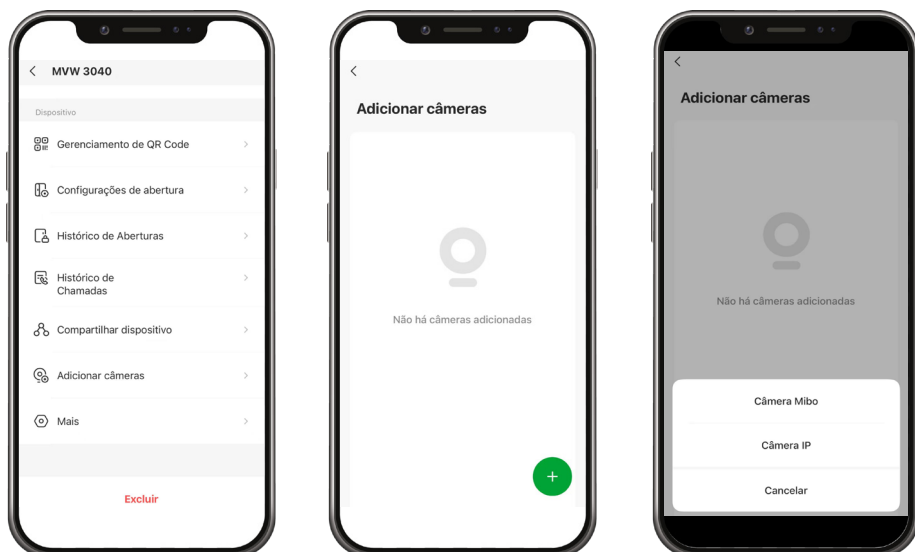 MVW 3040
Dispositivo
Gerenciamento de QR Code
Configurações de abertura
Histórico de Aberturas
Histórico de
Chamadas
Compartilhar dispositivo
Adicionar câmeras
Mais
Excluir
Adicionar câmeras
Não há câmeras adicionadas
Adicionar câmeras
Não há câmeras adicionadas
Câmera Mibo
Câmera IP
Cancelar